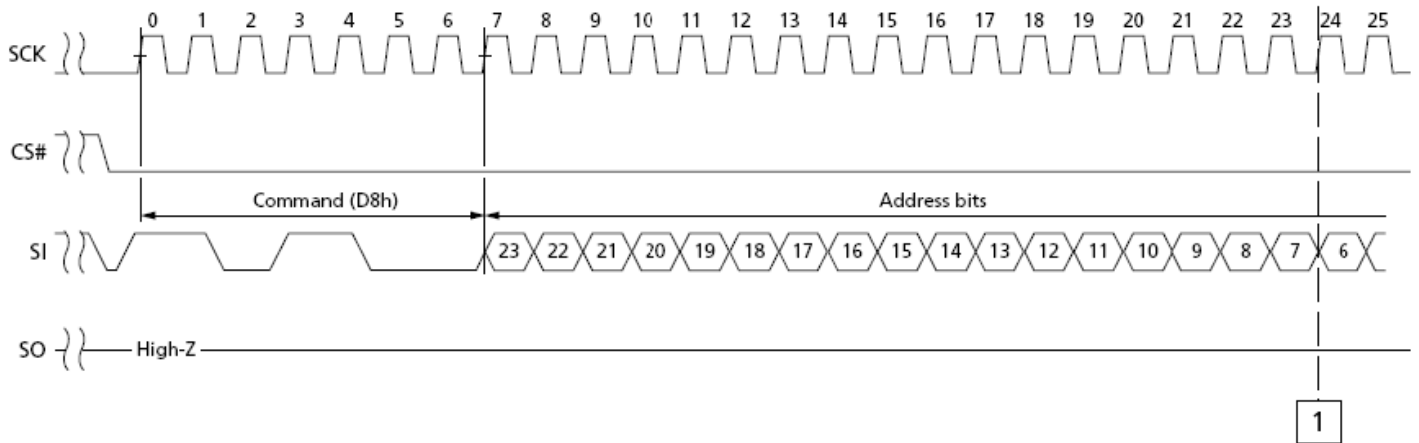 0 1 2 3 4 5 6 7 8 9 10 11 12 13 14 15 16 17 18 19 20 21 22 23 24 25
SCK
CS#
Command (D8h) Address bits
SI 23 22 21 20 19 18 17 16 15 14 13 12 11 10 9 8 7 6
SO High-Z
1